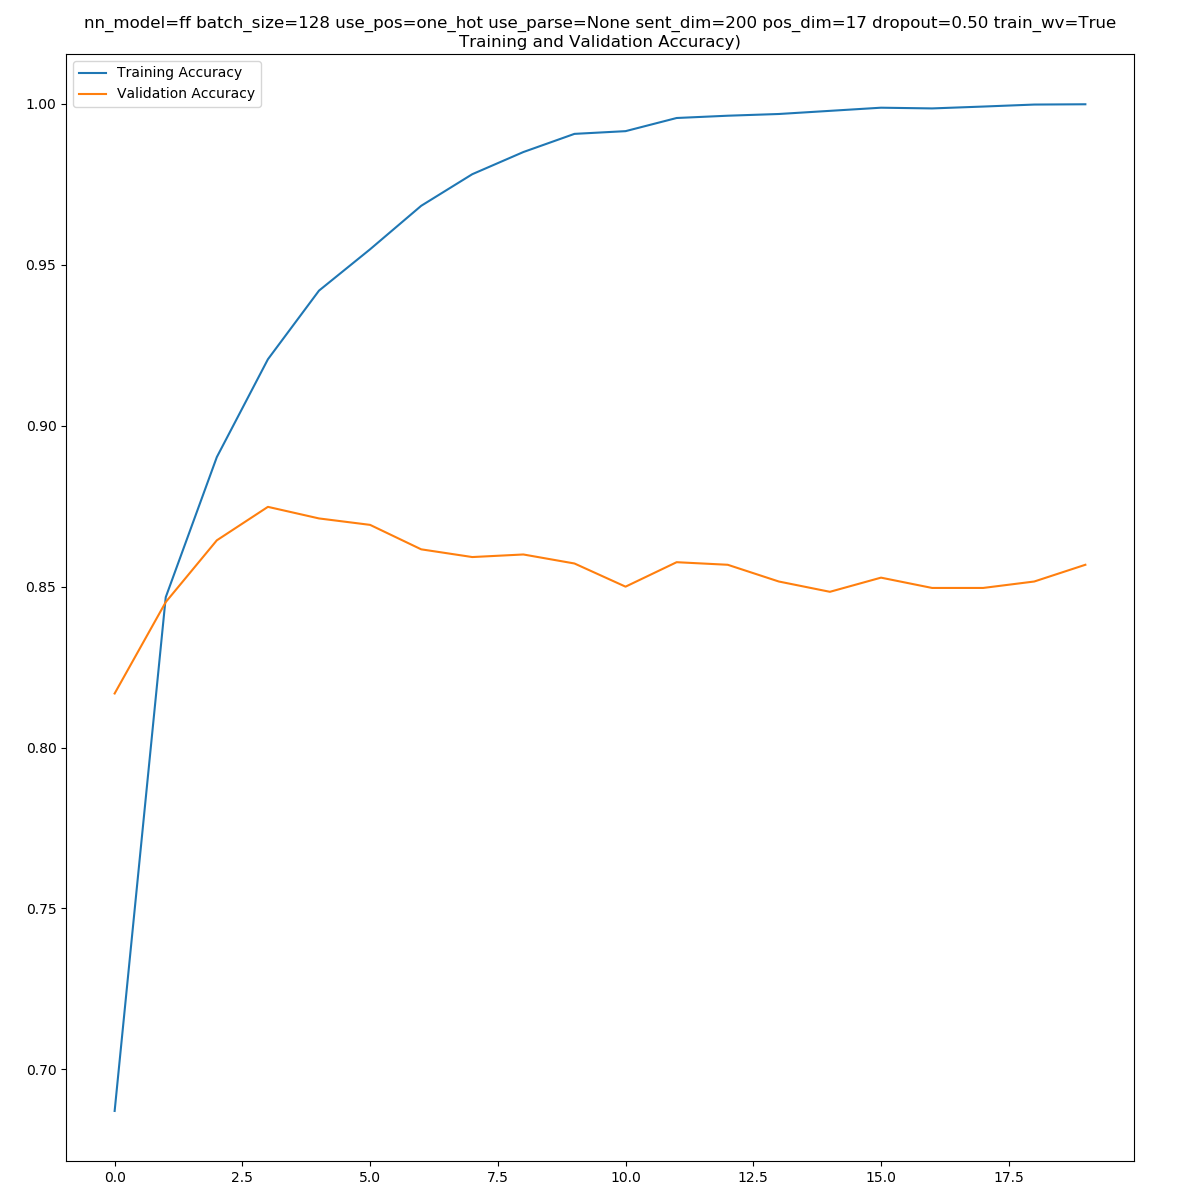 nn_model=ff batch_size=128 use_pos=one_hot use_parse=None sent_dim=200 pos_dim=17 dropout=0.50 train_wv=True
Training and Validation Accuracy)
Training Accuracy
Validation Accuracy
1.00
0.95
0.90
0.85
0.80
0.75
0.70
0.0 2.5 5.0 7.5 10.0 12.5 15.0 17.5